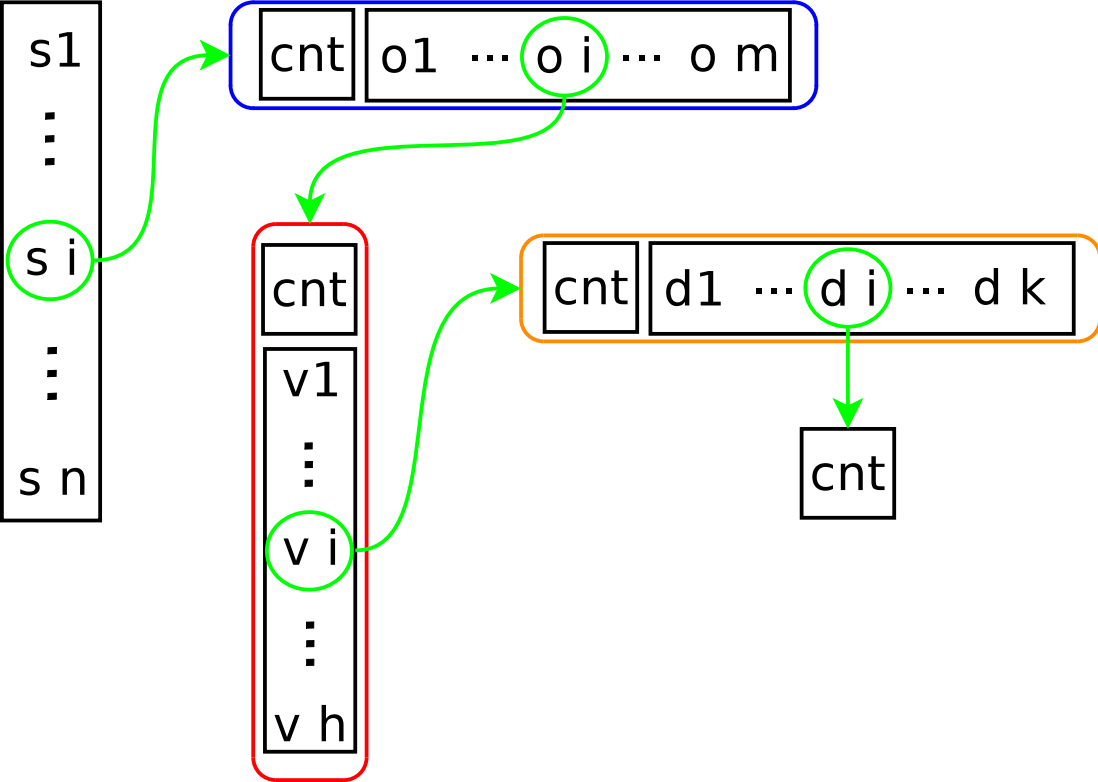 s1
⋮
s i
⋮
s n
cnt o1 ... o i ... o m
cnt
v1
⋮
v i
⋮
v h
cnt d1 ... d i ... d k
cnt